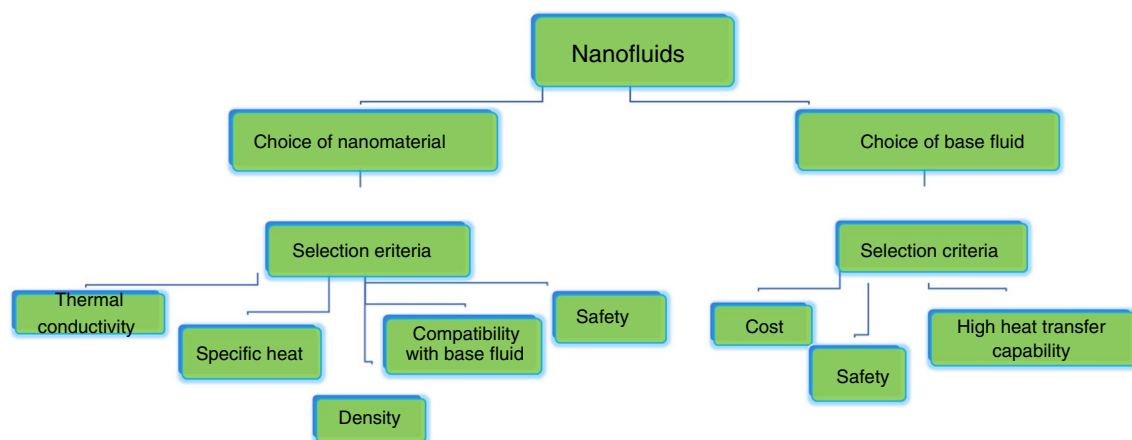 Nanofluids
Choice of nanomaterial
Choice of base fluid
Selection eriteria
Selection criteria
Thermal
conductivity
Specific heat
Density
Compatibility
with base fluid
Safety
Cost
Safety
High heat transfer
capability